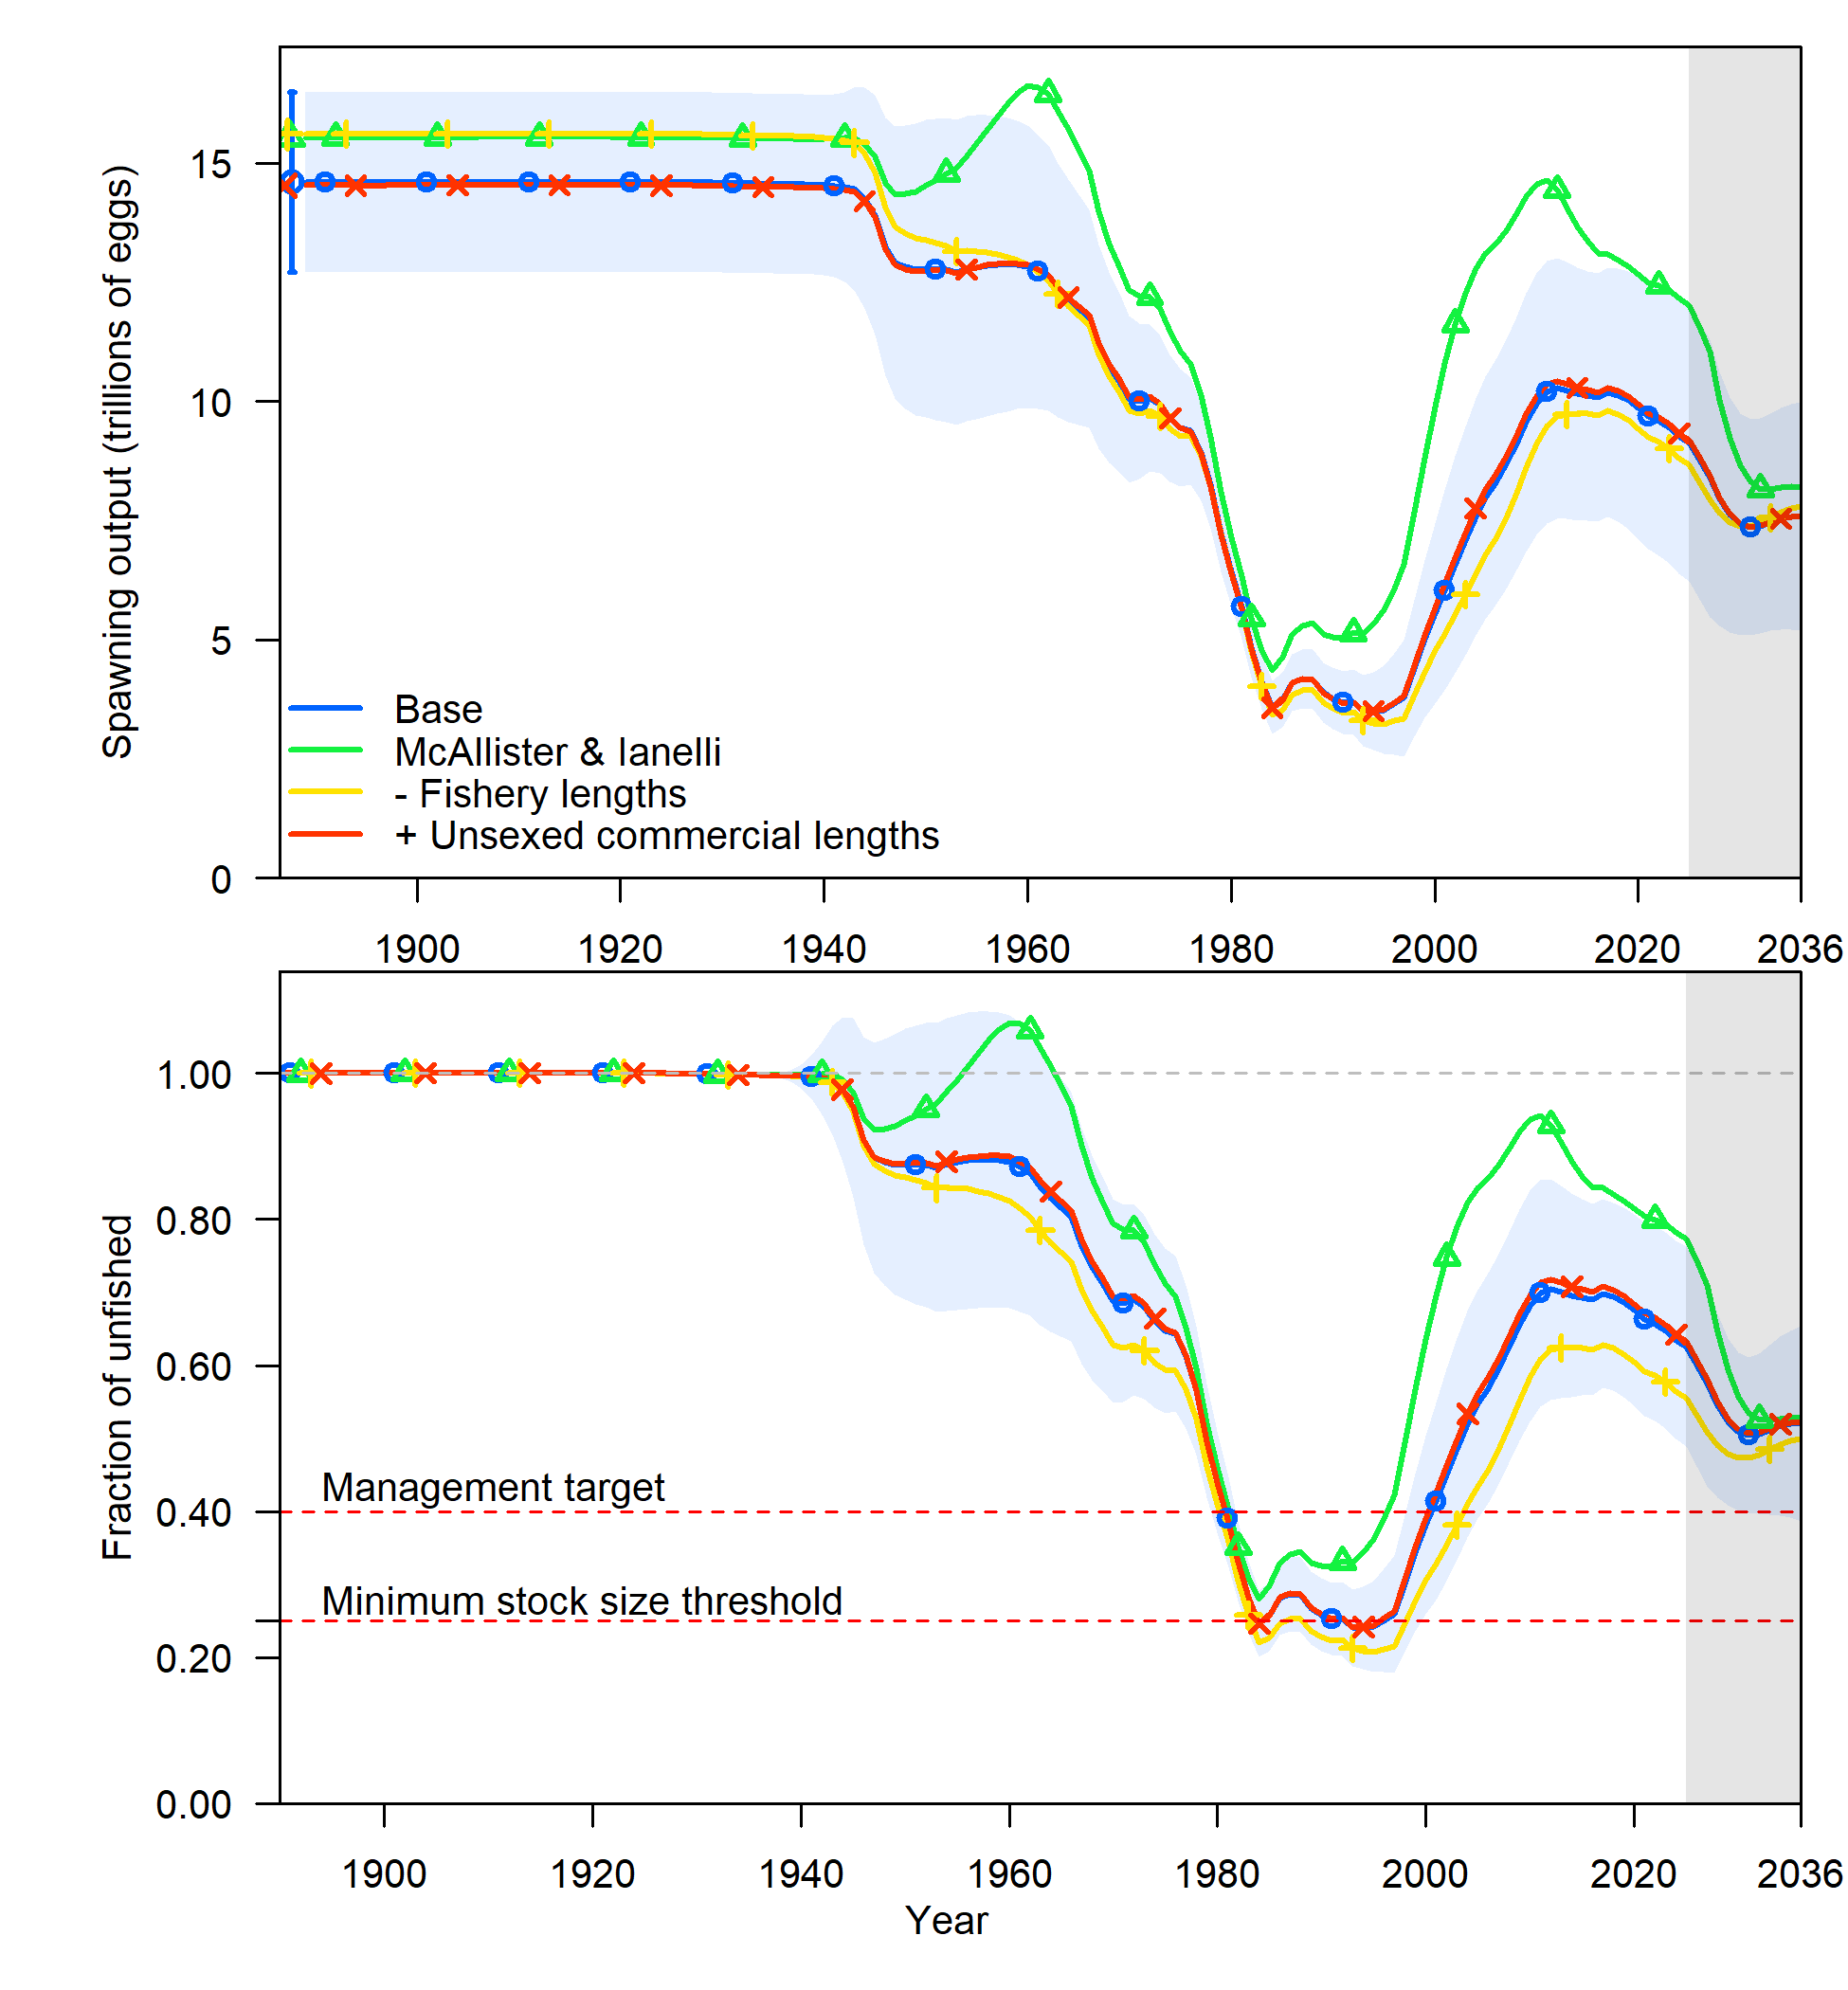 Spawning output (trillions of eggs)
15
10
5
0
Base
McAllister & Ianelli
- Fishery lengths
+ Unsexed commercial lengths
1900 1920 1940 1960 1980 2000 2020 2036
Fraction of unfished
1.00
0.80
0.60
0.40
0.20
0.00
Management target
Minimum stock size threshold
1900 1920 1940 1960 1980 2000 2020 2036
Year